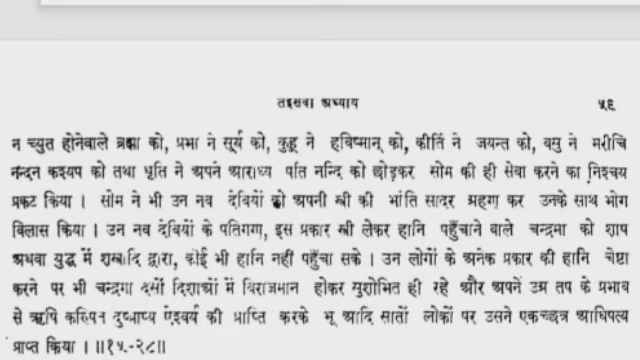 तइसवा अध्याय ५६
न च्युत होनेवाले ब्रह्मा को, प्रभा ने सूर्य को, कुहू ने हविष्मान् को, कीर्ति ने जयन्त को, वसु ने मरीचि
नन्दन कश्यप को तथा धृति ने अपने आराध्य पति नन्दि को छोड़कर सोम की ही सेवा करने का निश्चय
प्रकट किया । सोम ने भी उन नव देवियों को अपनी स्त्री की भांति सादर ग्रहण कर उनके साथ भोग
विलास किया । उन नव देवियों के पतिगण, इस प्रकार स्त्री लेकर हानि पहुँचाने वाले चन्द्रमा को शाप
अथवा युद्ध में शस्त्रादि द्वारा, कोई भी हानि नहीं पहुँचा सके । उन लोगों के अनेक प्रकार की हानि चेष्टा
करने पर भी चन्द्रमा दसों दिशाओं में विराजमान होकर सुशोभित ही रहे और अपने उग्र तप के प्रभाव
से ऋषि कल्पित दुष्प्राप्य ऐश्वर्य की प्राप्ति करके भू आदि सातों लोकों पर उसने एकच्छत्र आधिपत्य
प्राप्त किया । ॥१५-२८॥